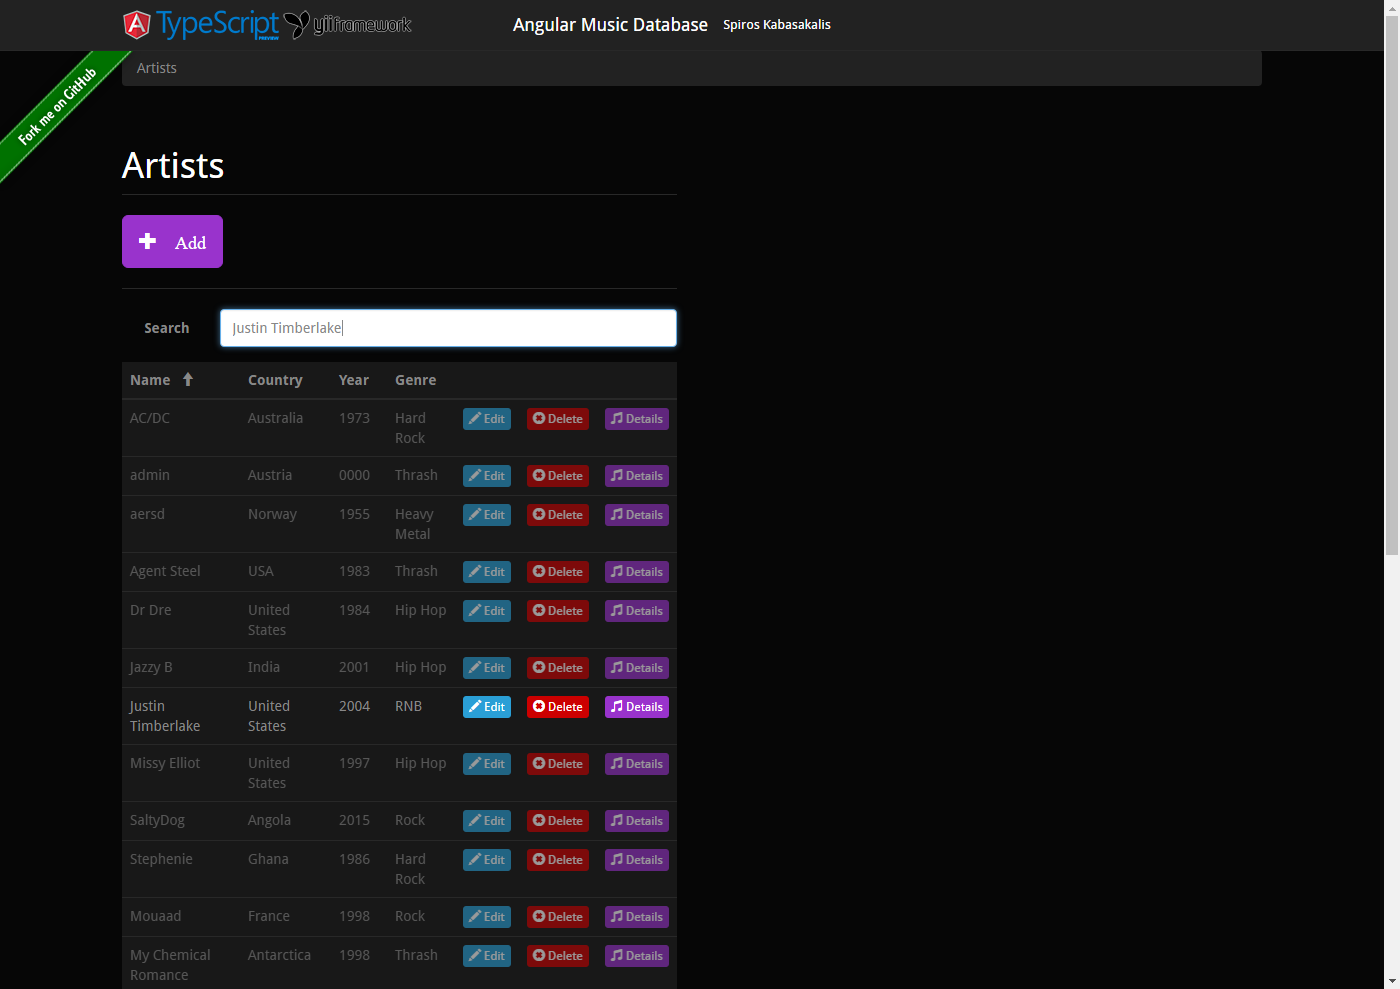 TypeScript PREVIEW yiiframework Angular Music Database Spiros Kabasakalis
Fork me on GitHub
Artists
Artists
Add
Search Justin Timberlake
Name Country Year Genre
AC/DC Australia 1973 Hard Rock Edit Delete Details
admin Austria 0000 Thrash Edit Delete Details
aersd Norway 1955 Heavy Metal Edit Delete Details
Agent Steel USA 1983 Thrash Edit Delete Details
Dr Dre United States 1984 Hip Hop Edit Delete Details
Jazzy B India 2001 Hip Hop Edit Delete Details
Justin Timberlake United States 2004 RNB Edit Delete Details
Missy Elliot United States 1997 Hip Hop Edit Delete Details
SaltyDog Angola 2015 Rock Edit Delete Details
Stephenie Ghana 1986 Hard Rock Edit Delete Details
Mouaad France 1998 Rock Edit Delete Details
My Chemical Romance Antarctica 1998 Thrash Edit Delete Details